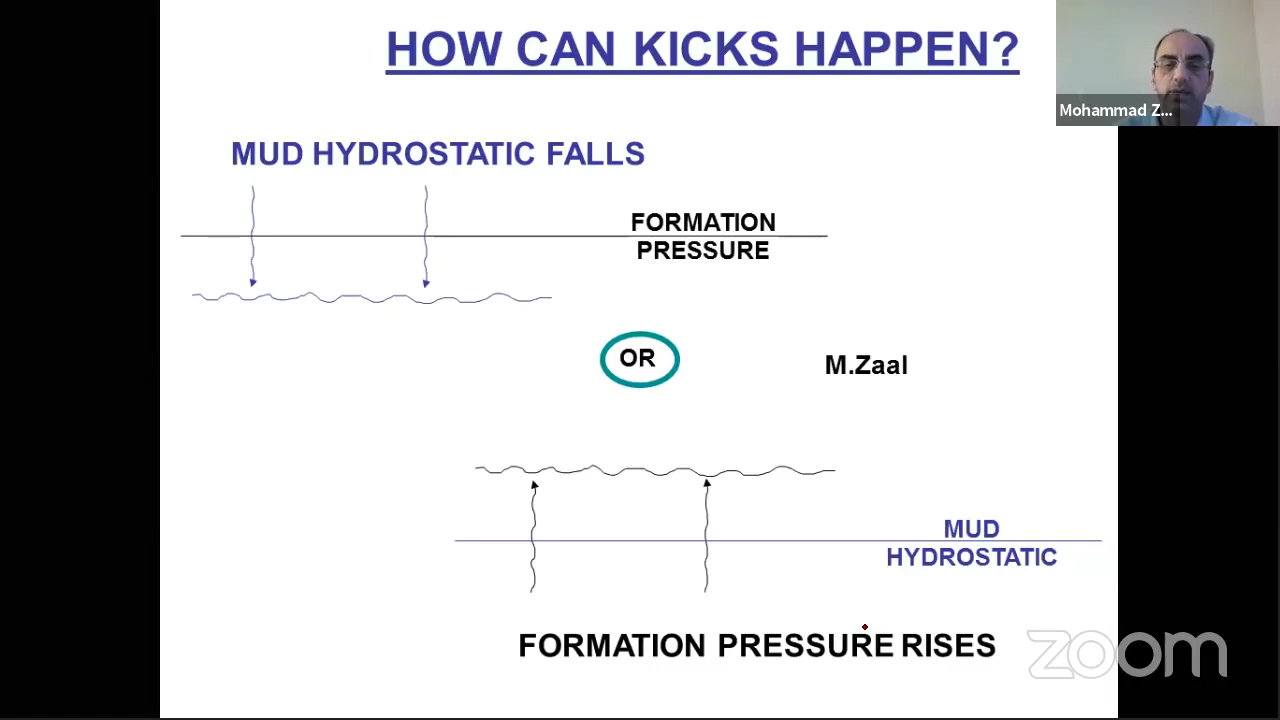 HOW CAN KICKS HAPPEN?
Mohammad Z...
MUD HYDROSTATIC FALLS
FORMATION
PRESSURE
OR
M.Zaal
MUD
HYDROSTATIC
FORMATION PRESSURE RISES
zoom